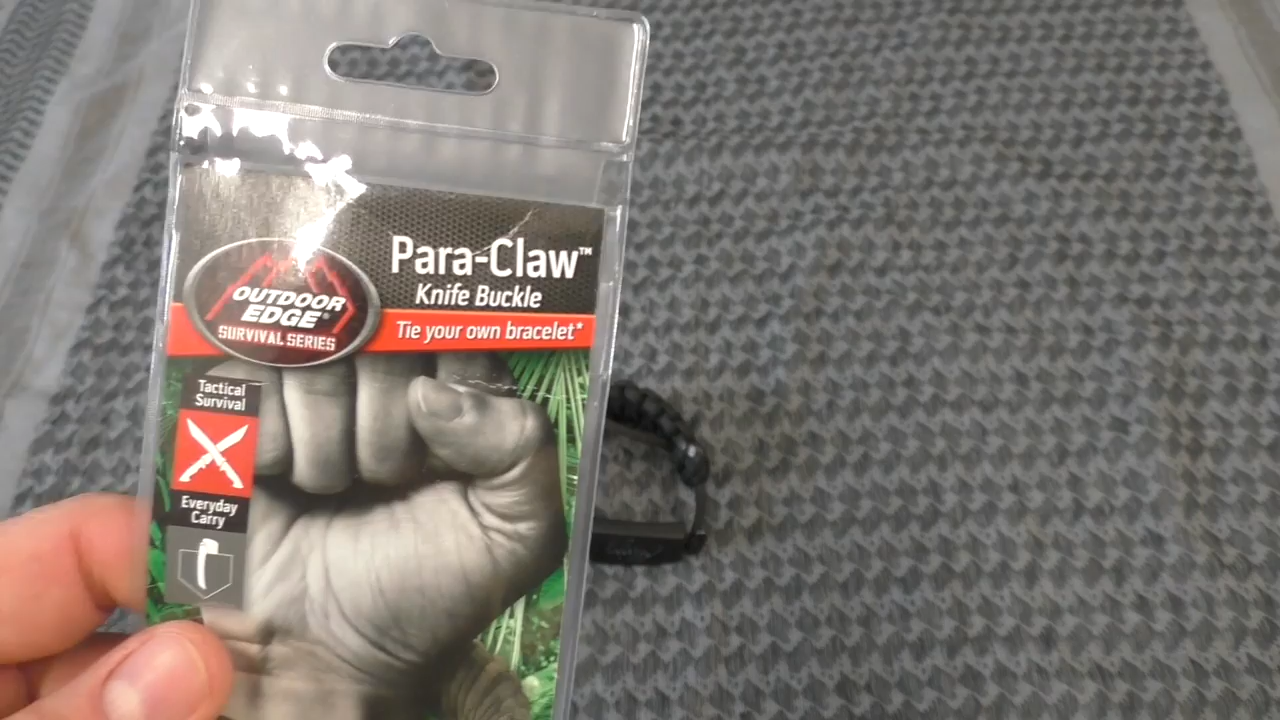 Para-Claw™
Knife Buckle
Tie your own bracelet*
OUTDOOR
EDGE®
SURVIVAL SERIES
Tactical
Survival
Everyday
Carry